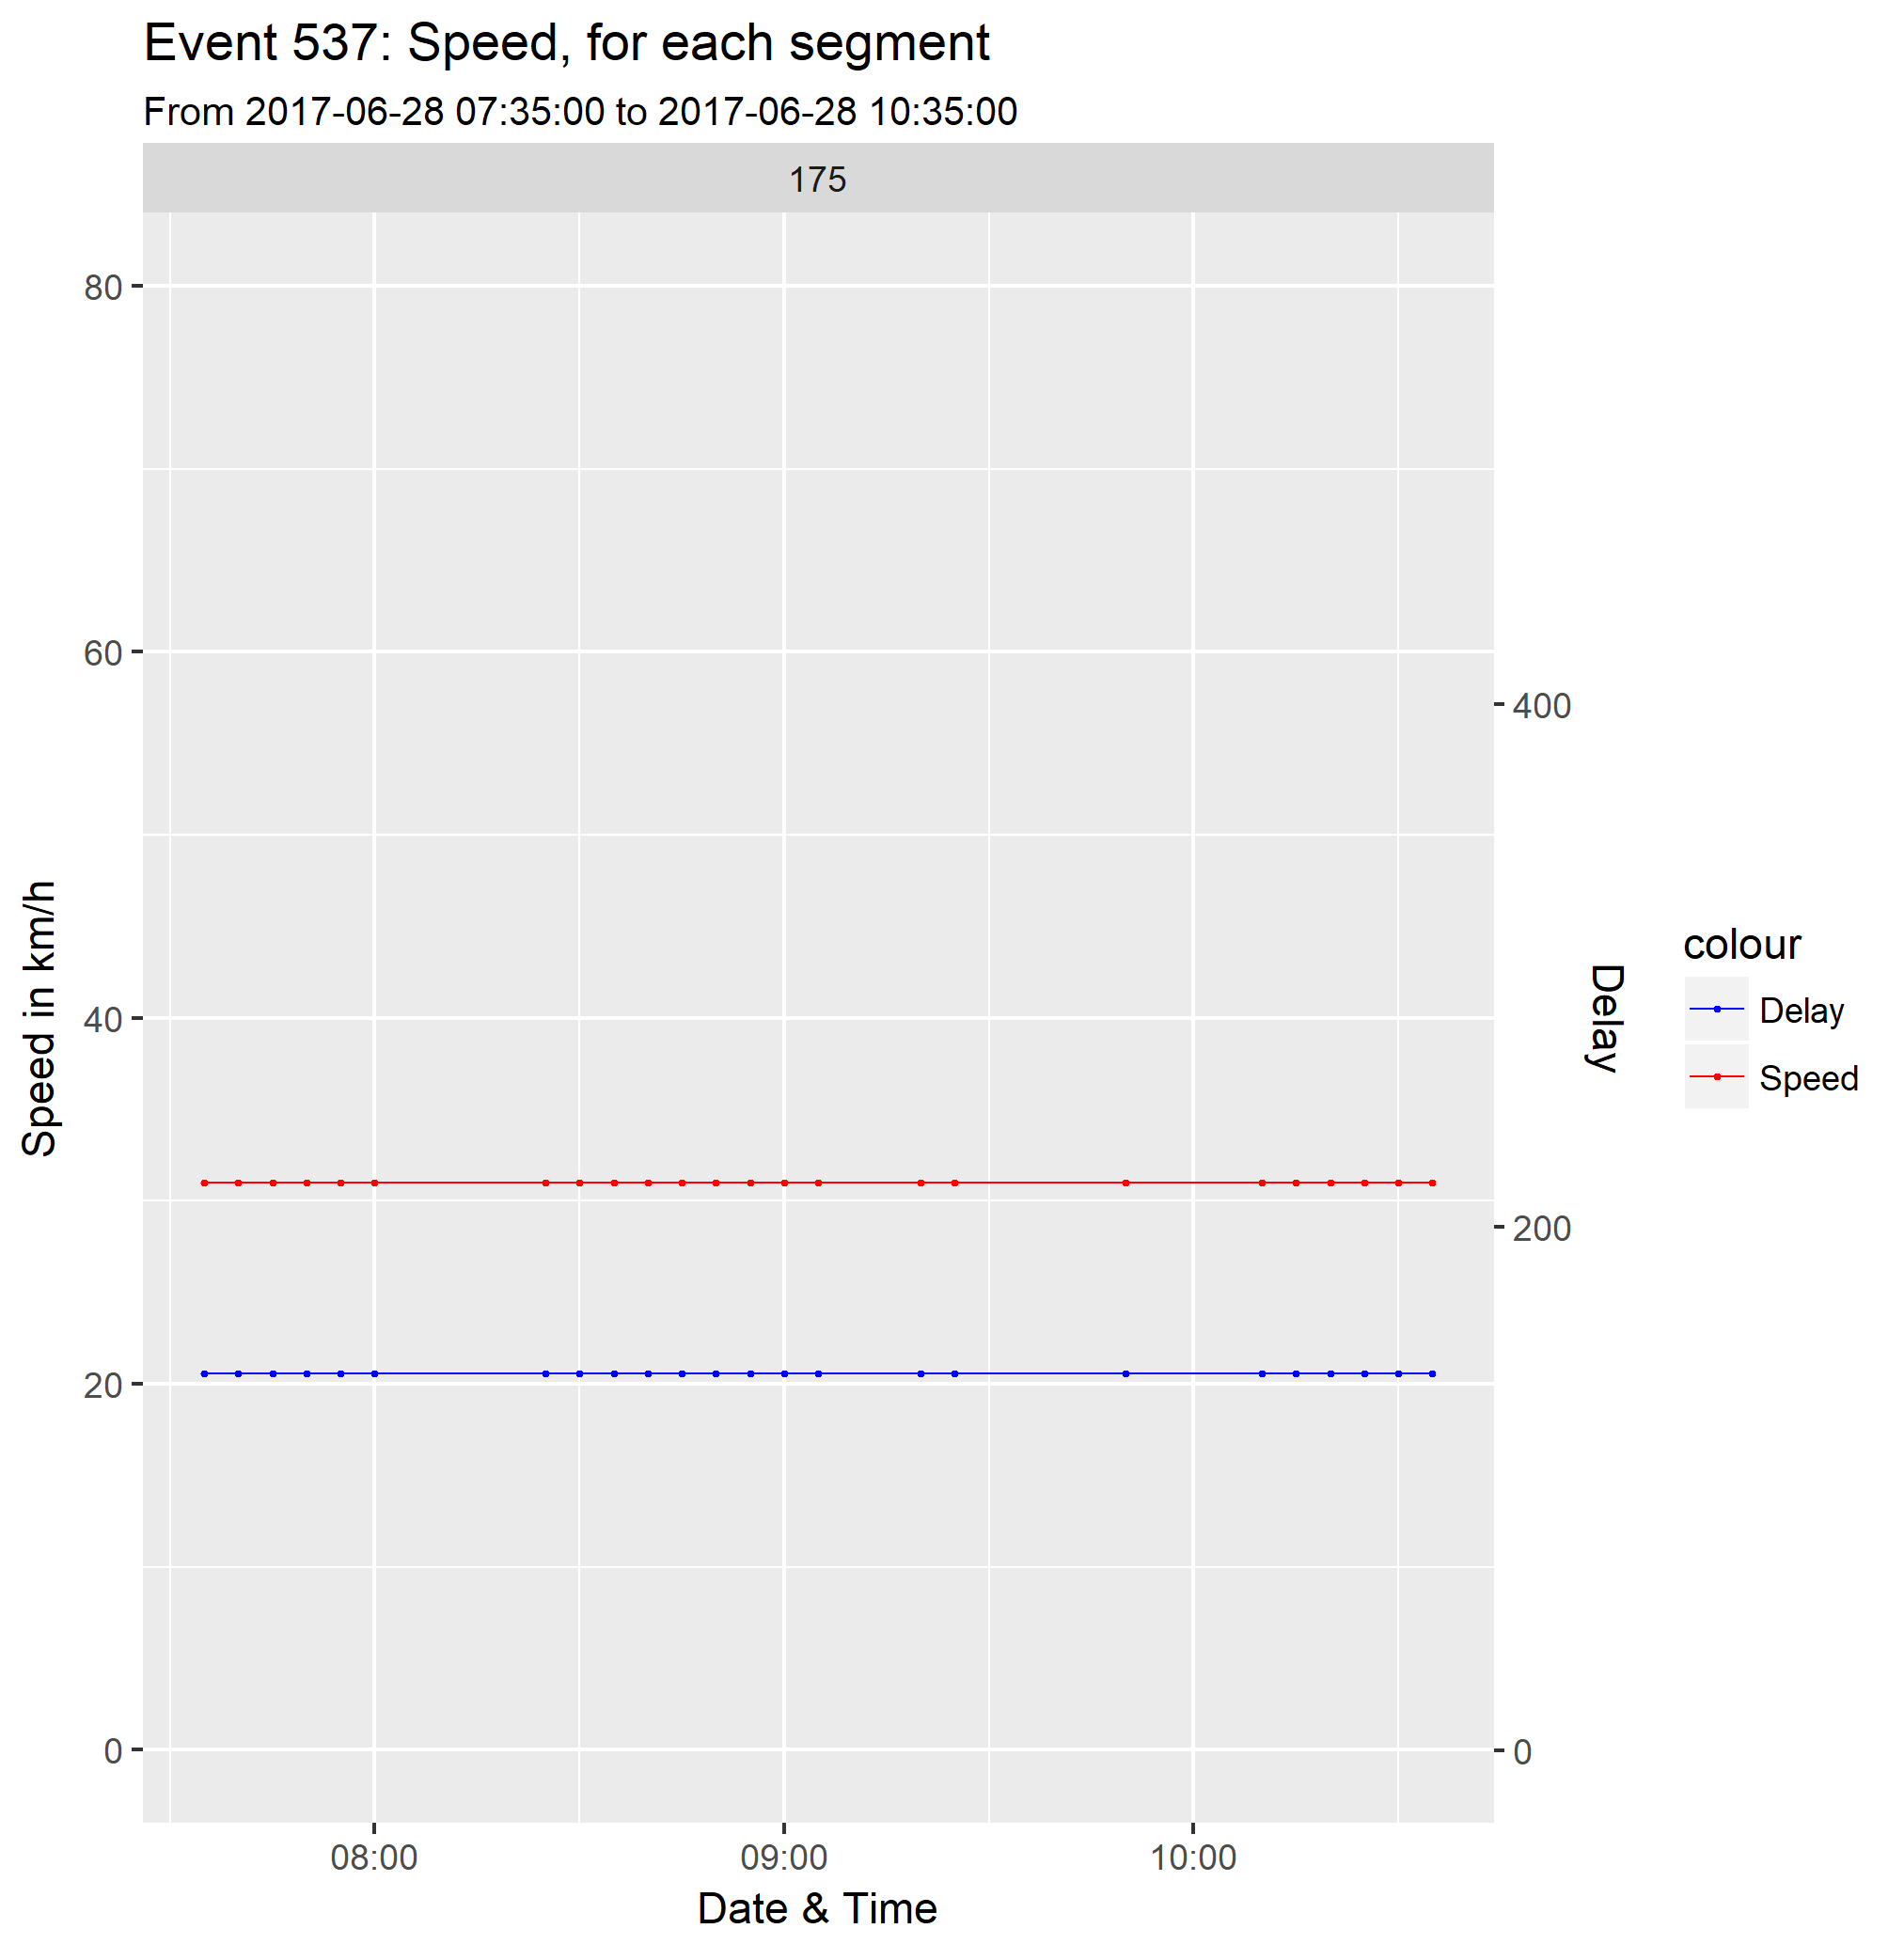 Event 537: Speed, for each segment
From 2017-06-28 07:35:00 to 2017-06-28 10:35:00
175
80
60
40
20
0
Speed in km/h
400
200
0
Delay
colour
Delay
Speed
08:00
09:00
10:00
Date & Time